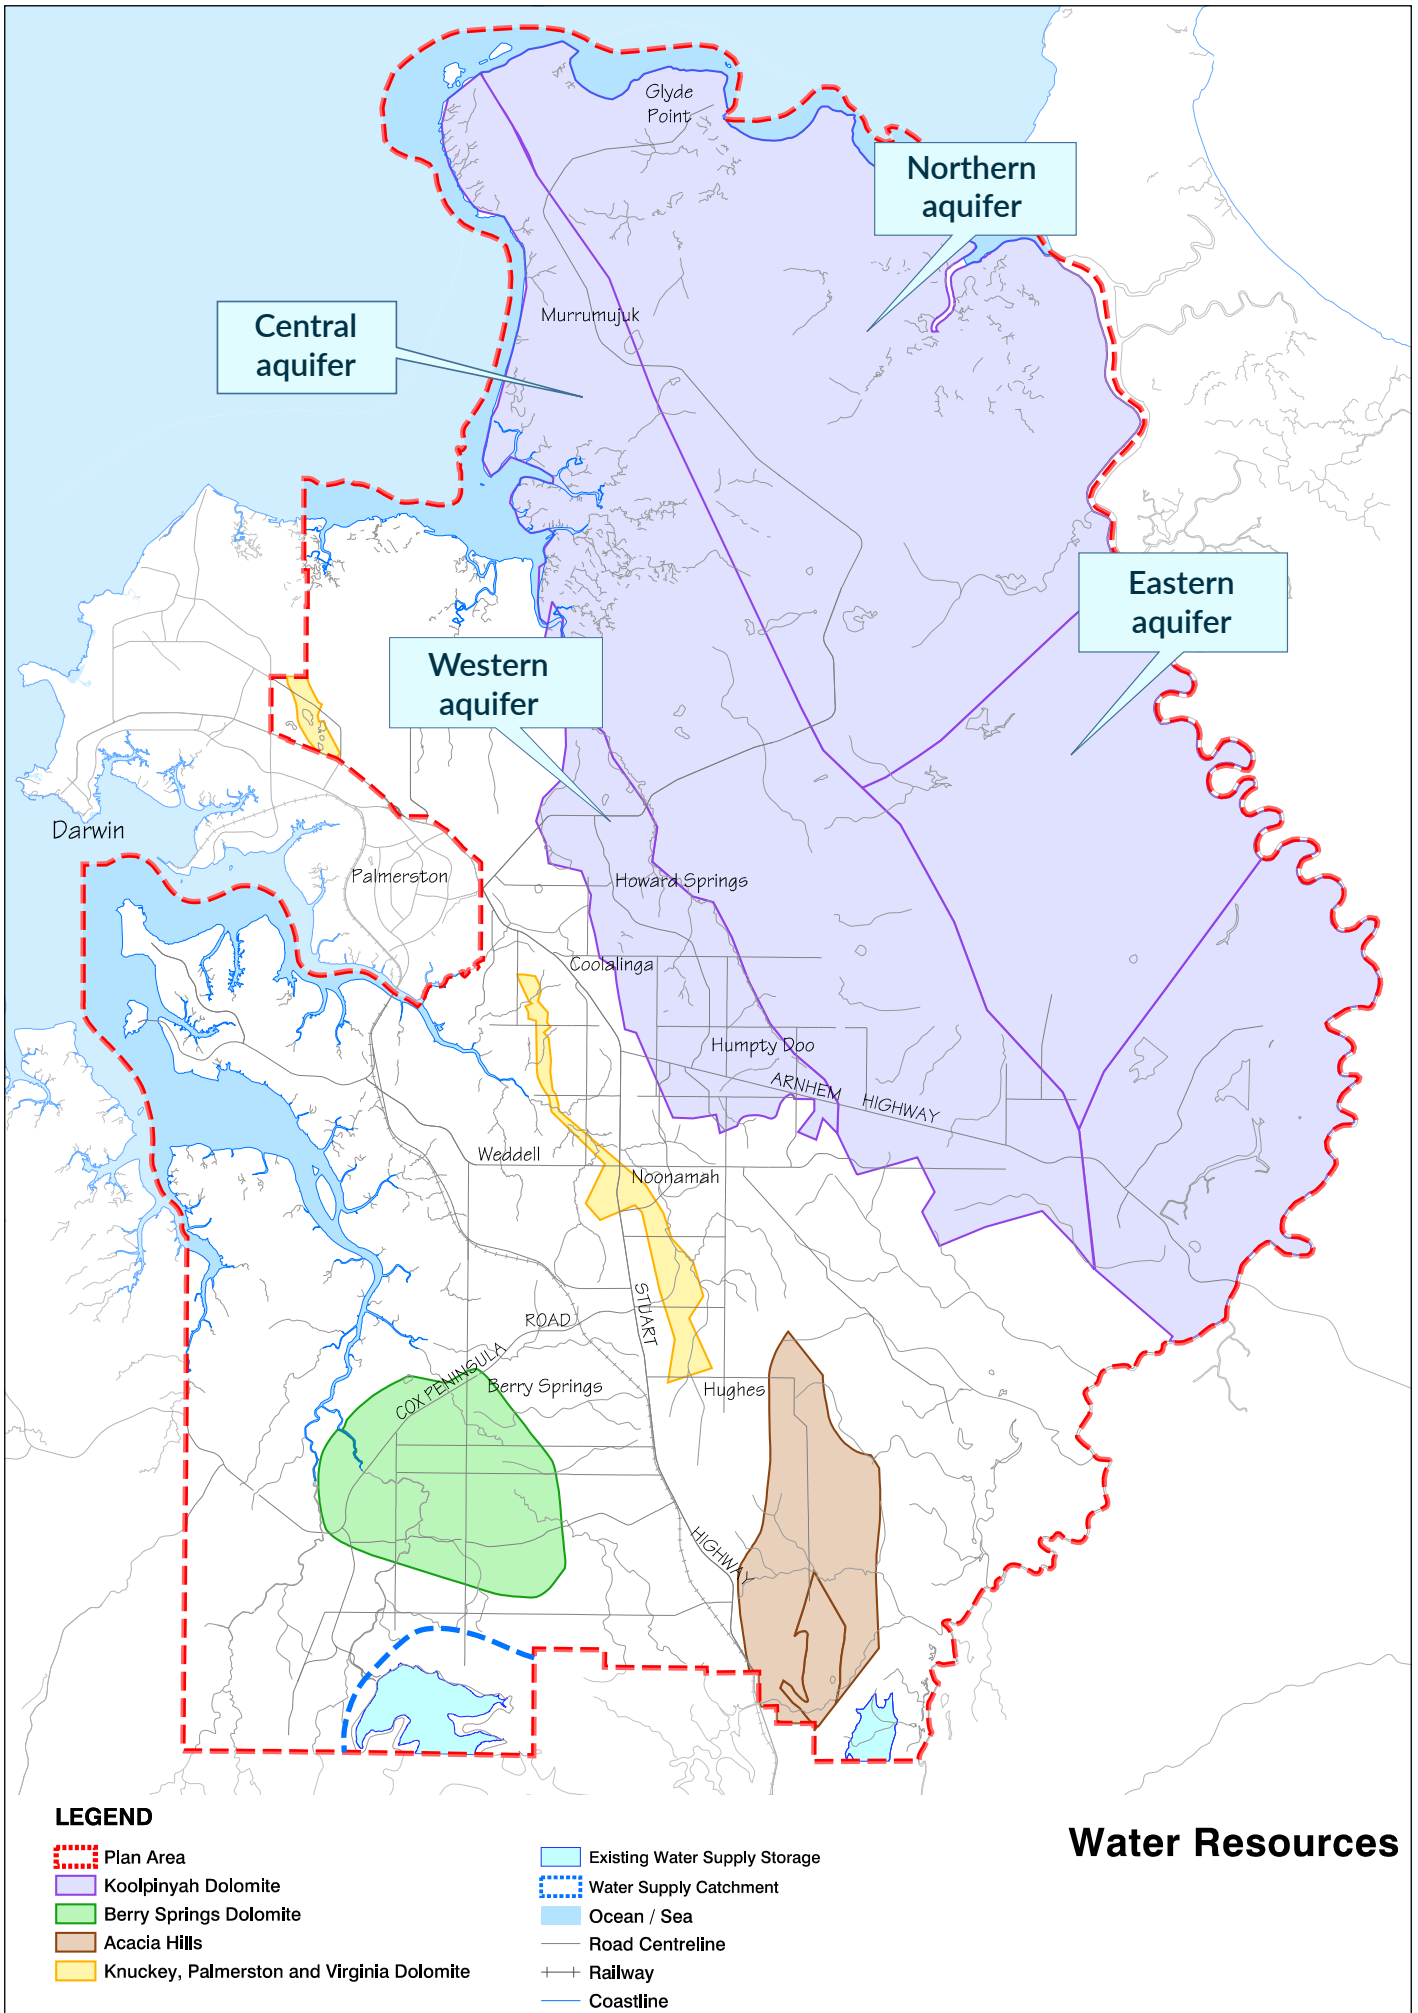 Glyde
Point
Northern
aquifer
Central
aquifer
Murrumujuk
Eastern
aquifer
Western
aquifer
Darwin
Palmerston
Howard Springs
Coolalinga
Humpty Doo
ARNHEM HIGHWAY
Weddell
Noonamah
STUART
ROAD
COX PENINSULA
Berry Springs
Hughes
HIGHWAY
LEGEND
Plan Area
Koolpinyah Dolomite
Berry Springs Dolomite
Acacia Hills
Knuckey, Palmerston and Virginia Dolomite
Existing Water Supply Storage
Water Supply Catchment
Ocean / Sea
Road Centreline
Railway
Coastline
Water Resources